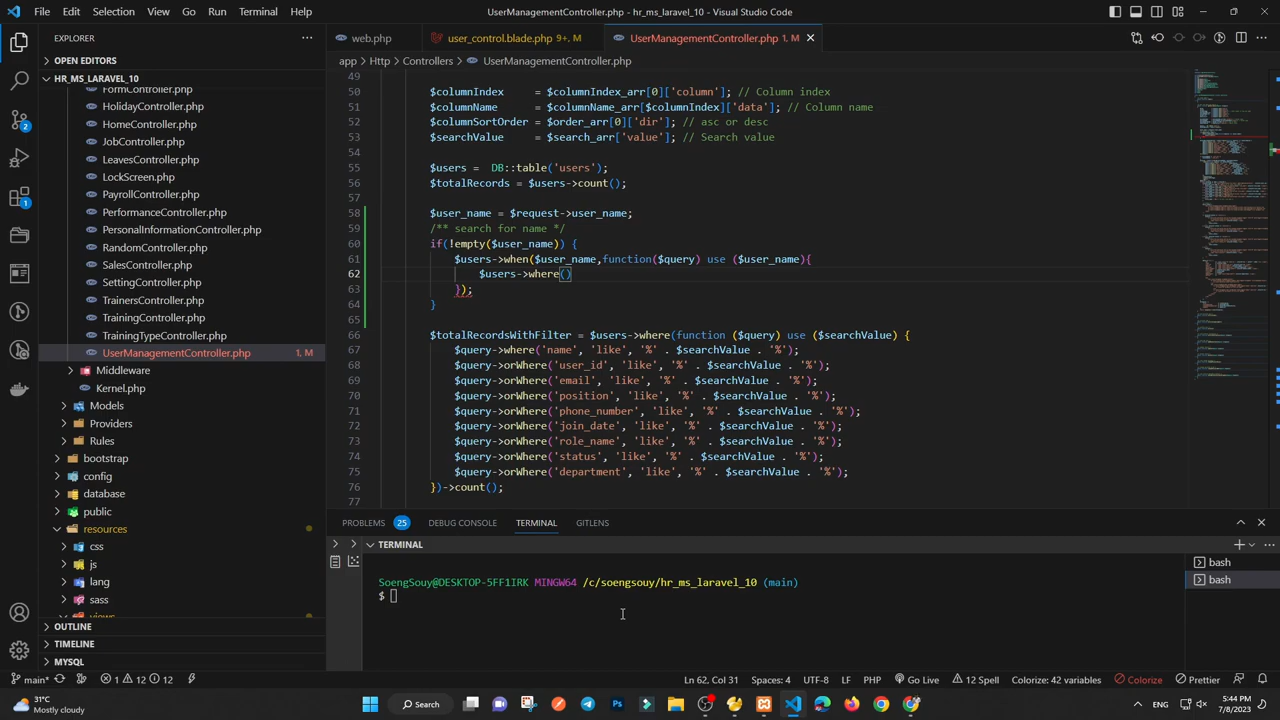 File Edit Selection View Go Run Terminal Help
UserManagementController.php - hr_ms_laravel_10 - Visual Studio Code
EXPLORER
web.php
user_control.blade.php 9+, M
UserManagementController.php 1, M
OPEN EDITORS
app > Http > Controllers > UserManagementController.php
HR_MS_LARAVEL_10
FormController.php
HolidayController.php
HomeController.php
JobController.php
LeavesController.php
LockScreen.php
PayrollController.php
PerformanceController.php
PersonalInformationController.php
RandomController.php
SalesController.php
SettingController.php
TrainersController.php
TrainingController.php
TrainingTypeController.php
UserManagementController.php 1, M
Middleware
Kernel.php
Models
Providers
Rules
bootstrap
config
database
public
resources
css
js
lang
sass
views
OUTLINE
TIMELINE
MYSQL
49
50 $columnIndex = $columnIndex_arr[0]['column']; // Column index
51 $columnName = $columnName_arr[$columnIndex]['data']; // Column name
52 $order_arr[0]['dir']; // asc or desc
53 $searchValue = $search_arr['value']; // Search value
54
55 $users = DB::table('users');
56 $totalRecords = $users->count();
57
58 $user_name = $request->user_name;
59
60 if(!empty($user_name)) {
61 $users->when($user_name,function($query) use ($user_name){
62 $users->where()
63 });
64 }
65
66 = $users->where(function ($query) use ($searchValue) {
67 $query->where('name', 'like', '%' . $searchValue . '%');
68 $query->orWhere('user_id', 'like', '%' . $searchValue . '%');
69 $query->orWhere('email', 'like', '%' . $searchValue . '%');
70 $query->orWhere('position', 'like', '%' . $searchValue . '%');
71 $query->orWhere('phone_number', 'like', '%' . $searchValue . '%');
72 $query->orWhere('join_date', 'like', '%' . $searchValue . '%');
73 $query->orWhere('role_name', 'like', '%' . $searchValue . '%');
74 $query->orWhere('status', 'like', '%' . $searchValue . '%');
75 $query->orWhere('department', 'like', '%' . $searchValue . '%');
76 })->count();
77
PROBLEMS 25 DEBUG CONSOLE TERMINAL GITLENS
TERMINAL
SoengSouy@DESKTOP-5FF1IRK MINGW64 /c/soengsouy/hr_ms_laravel_10 (main)
$
bash
bash
main* 1 12 12
Ln 62, Col 31 Spaces: 4 UTF-8 LF PHP Go Live 12 Spell Colorize: 42 variables Colorize Prettier
31°C
Mostly cloudy
Search
ENG
5:44 PM
7/8/2023